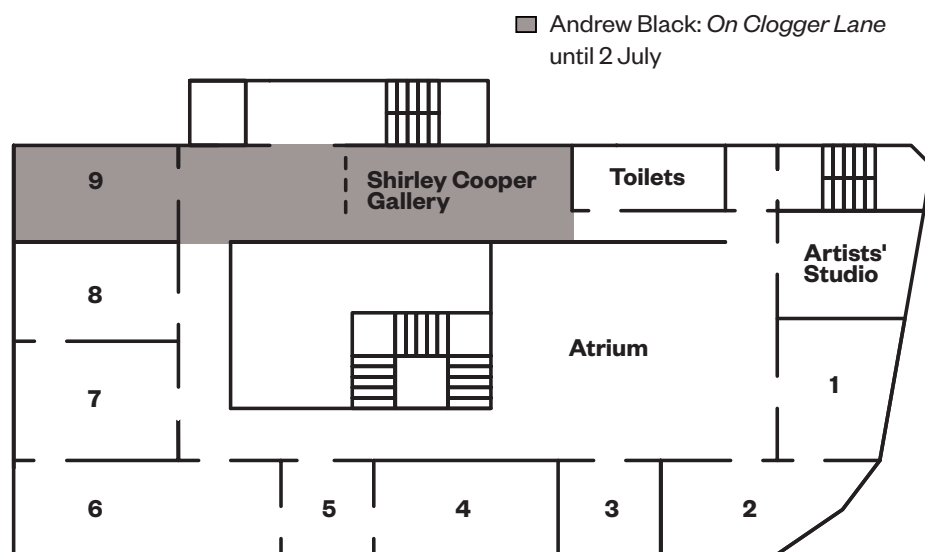 Andrew Black: On Clogger Lane
until 2 July
9
Shirley Cooper
Gallery
Toilets
Artists'
Studio
8
Atrium
7
1
6
5
4
3
2